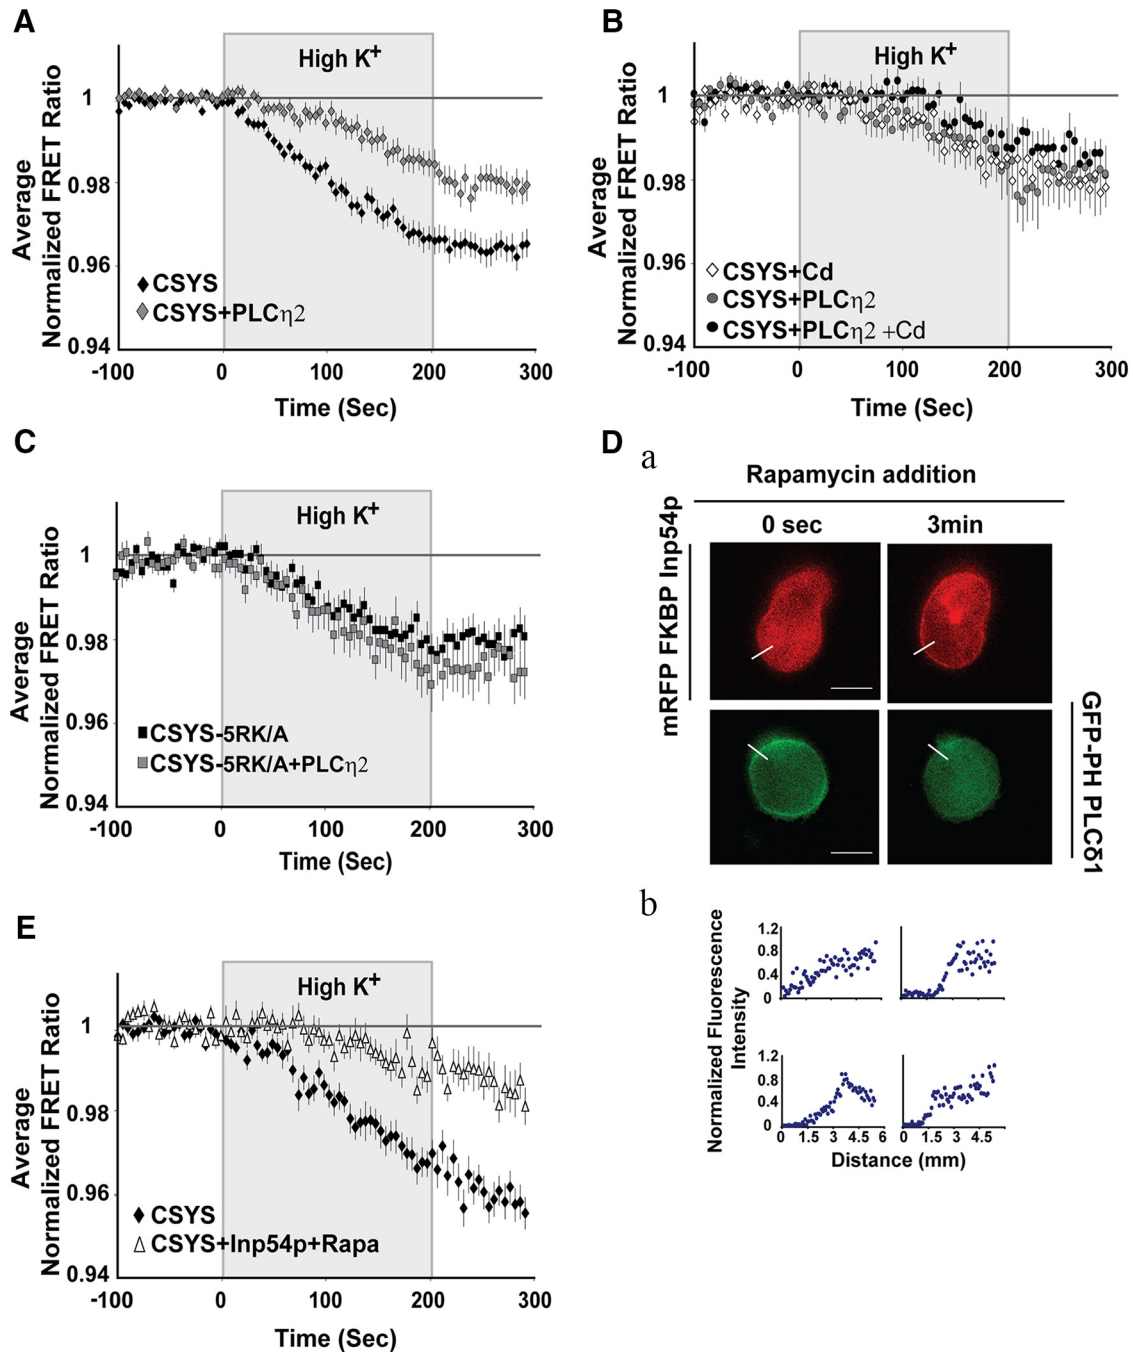 A
Average
Normalized FRET Ratio
High K+
1
0.98
0.96
0.94
CSYS
CSYS+PLCη2
-100 0 100 200 300
Time (Sec)
B
Average
Normalized FRET Ratio
High K+
1
0.98
0.96
0.94
CSYS+Cd
CSYS+PLCη2
CSYS+PLCη2 +Cd
-100 0 100 200 300
Time (Sec)
C
Average
Normalized FRET Ratio
High K+
1
0.98
0.96
0.94
CSYS-5RK/A
CSYS-5RK/A+PLCη2
-100 0 100 200 300
Time (Sec)
D
a
Rapamycin addition
0 sec 3min
mRFP FKBP Inp54p
GFP-PH PLCδ1
b
Normalized Fluorescence
Intensity
1.2
0.8
0.4
0
1.2
0.8
0.4
0
0 1.5 3 4.5 6 0 1.5 3 4.5
Distance (mm)
E
Average
Normalized FRET Ratio
High K+
1
0.98
0.96
0.94
CSYS
CSYS+Inp54p+Rapa
-100 0 100 200 300
Time (Sec)